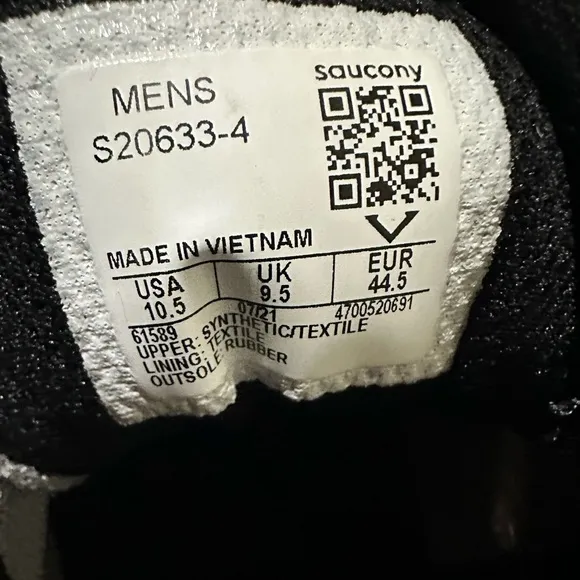 saucony
MENS
S20633-4
MADE IN VIETNAM
USA UK EUR
10.5 9.5 44.5
61589 07/21 4700520691
UPPER: SYNTHETIC/TEXTILE
LINING: TEXTILE
OUTSOLE: RUBBER